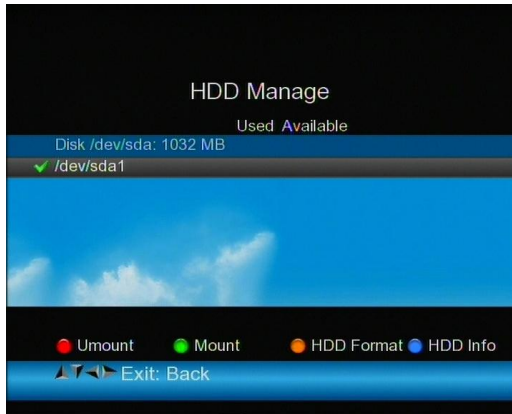 HDD Manage
Used Available
Disk /dev/sda: 1032 MB
/dev/sda1
Umount Mount HDD Format HDD Info
Exit: Back